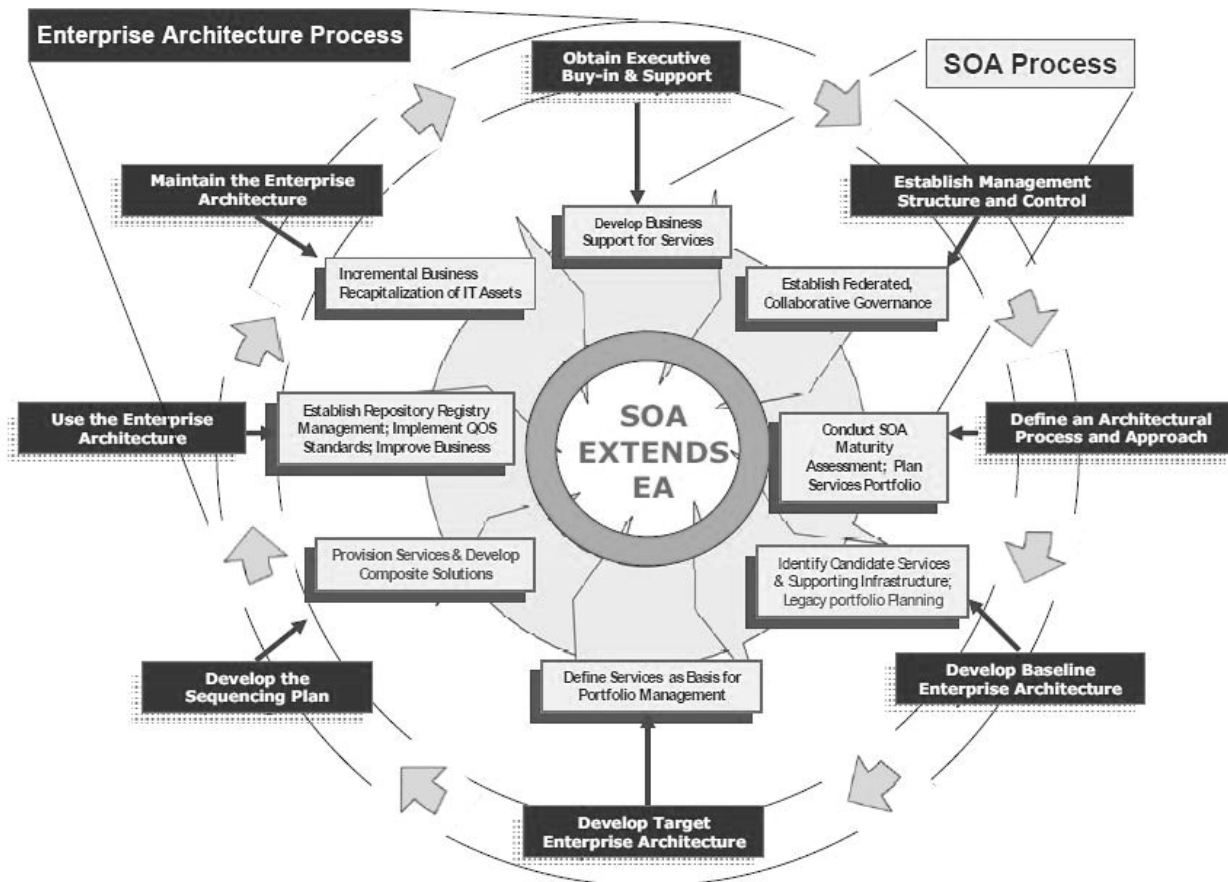 Enterprise Architecture Process
SOA Process
Obtain Executive
Buy-in & Support
Establish Management
Structure and Control
Define an Architectural
Process and Approach
Develop Baseline
Enterprise Architecture
Develop Target
Enterprise Architecture
Develop the
Sequencing Plan
Use the Enterprise
Architecture
Maintain the Enterprise
Architecture
Develop Business
Support for Services
Establish Federated,
Collaborative Governance
Conduct SOA
Maturity
Assessment; Plan
Services Portfolio
Identify Candidate Services
& Supporting Infrastructure;
Legacy portfolio Planning
Define Services as Basis for
Portfolio Management
Provision Services & Develop
Composite Solutions
Establish Repository Registry
Management; Implement QOS
Standards; Improve Business
Incremental Business
Recapitalization of IT Assets
SOA
EXTENDS
EA